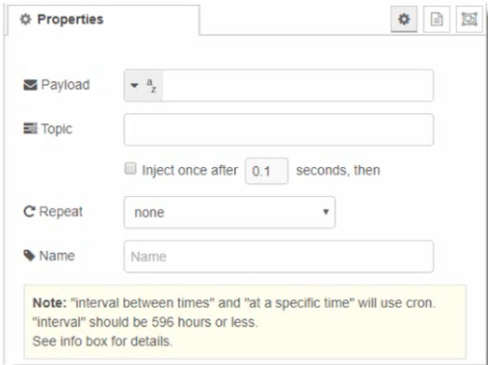 Properties
Payload
a
z
Topic
Inject once after 0.1 seconds, then
Repeat none
Name Name
Note: "interval between times" and "at a specific time" will use cron.
"interval" should be 596 hours or less.
See info box for details.